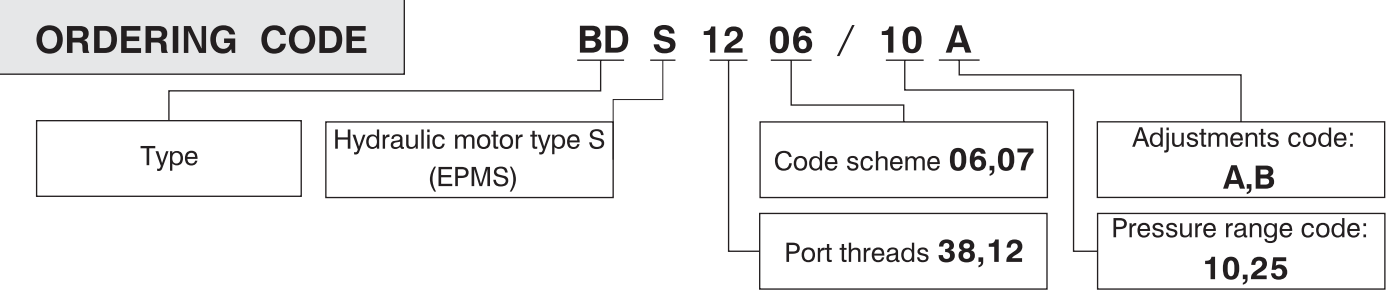 ORDERING CODE
BD S 12 06 / 10 A
Type
Hydraulic motor type S
(EPMS)
Code scheme 06,07
Adjustments code:
A,B
Port threads 38,12
Pressure range code:
10,25